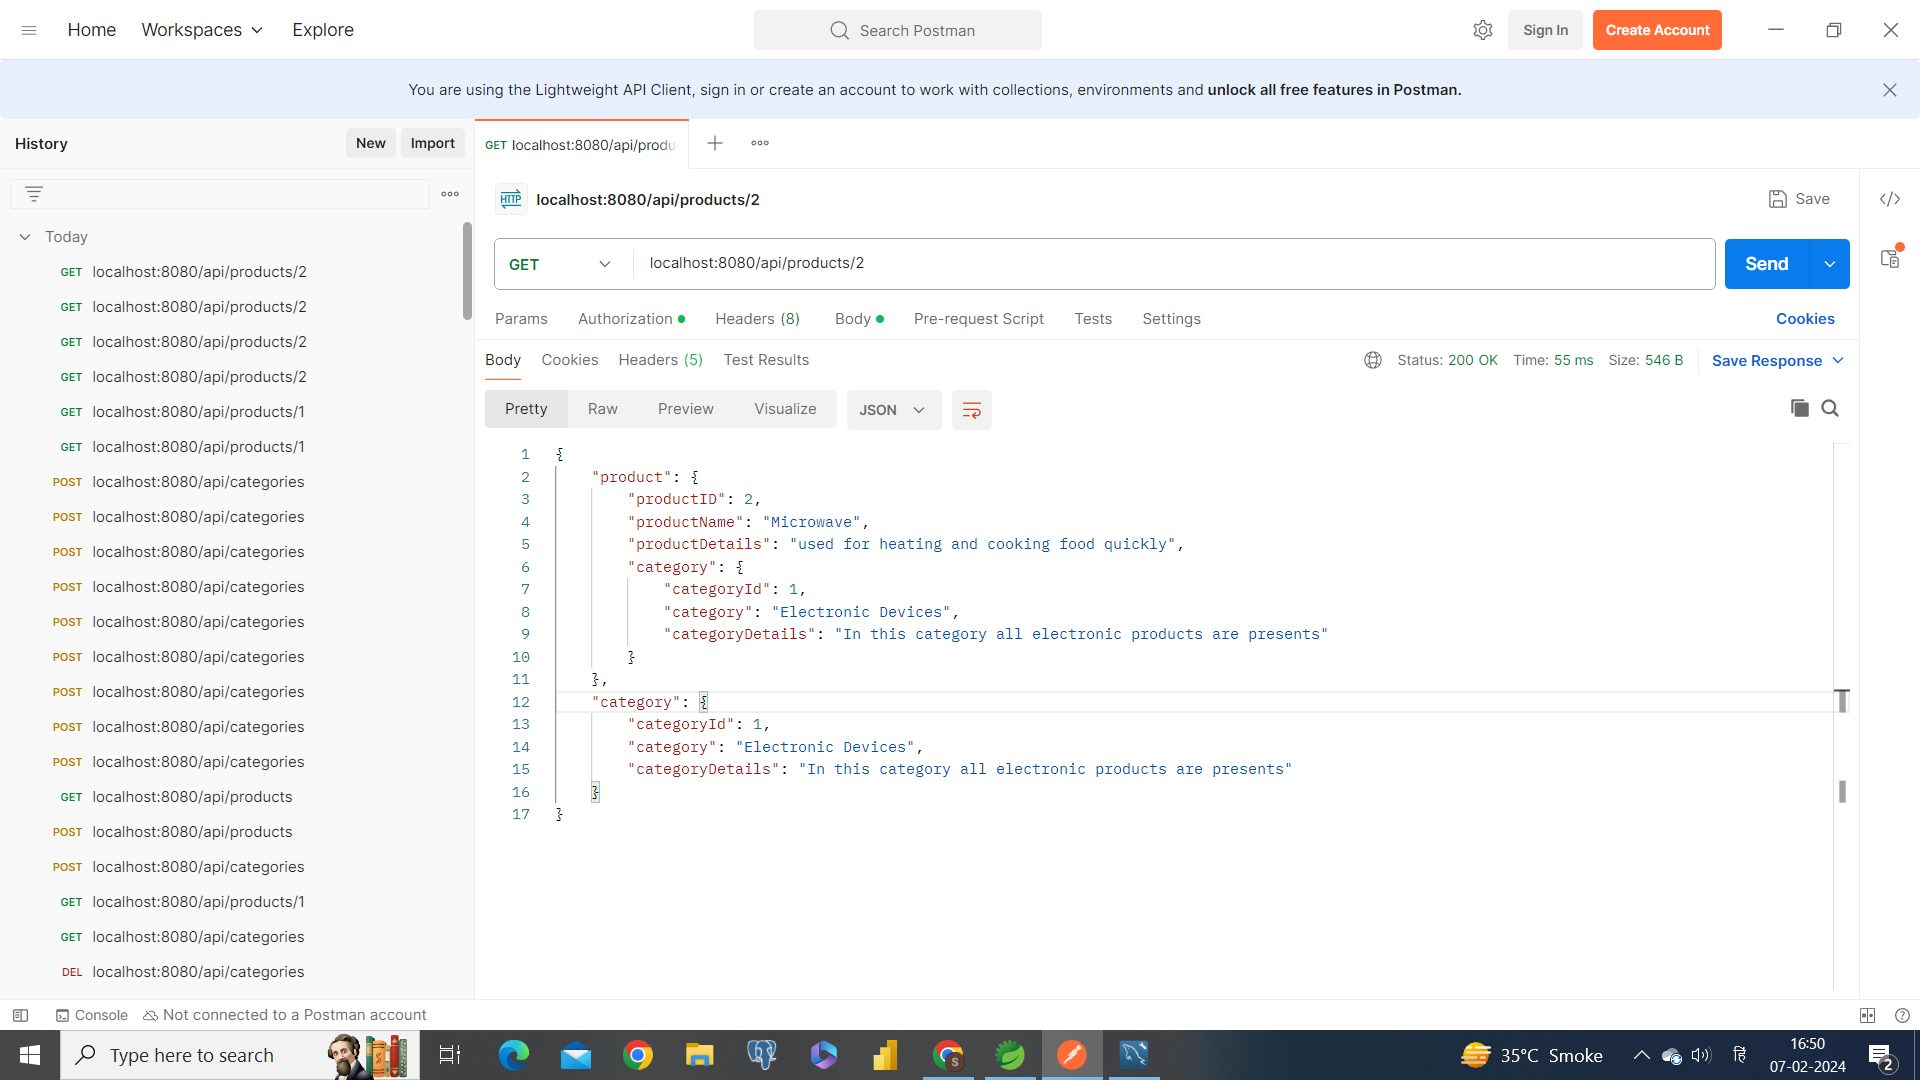 Home Workspaces Explore Search Postman Sign In Create Account
You are using the Lightweight API Client, sign in or create an account to work with collections, environments and unlock all free features in Postman.
History New Import
Today
GET localhost:8080/api/products/2
GET localhost:8080/api/products/2
GET localhost:8080/api/products/2
GET localhost:8080/api/products/2
GET localhost:8080/api/products/1
GET localhost:8080/api/products/1
POST localhost:8080/api/categories
POST localhost:8080/api/categories
POST localhost:8080/api/categories
POST localhost:8080/api/categories
POST localhost:8080/api/categories
POST localhost:8080/api/categories
POST localhost:8080/api/categories
POST localhost:8080/api/categories
POST localhost:8080/api/categories
GET localhost:8080/api/products
POST localhost:8080/api/products
POST localhost:8080/api/categories
GET localhost:8080/api/products/1
GET localhost:8080/api/categories
DEL localhost:8080/api/categories
GET localhost:8080/api/produ
HTTP localhost:8080/api/products/2 Save </>
GET localhost:8080/api/products/2 Send
Params Authorization Headers (8) Body Pre-request Script Tests Settings Cookies
Body Cookies Headers (5) Test Results Status: 200 OK Time: 55 ms Size: 546 B Save Response
Pretty Raw Preview Visualize JSON
1 {
2 "product": {
3 "productID": 2,
4 "productName": "Microwave",
5 "productDetails": "used for heating and cooking food quickly",
6 "category": {
7 "categoryId": 1,
8 "category": "Electronic Devices",
9 "categoryDetails": "In this category all electronic products are presents"
10 }
11 },
12 "category": {
13 "categoryId": 1,
14 "category": "Electronic Devices",
15 "categoryDetails": "In this category all electronic products are presents"
16 }
17 }
Console Not connected to a Postman account
Type here to search 35°C Smoke हिं 16:50
07-02-2024 2